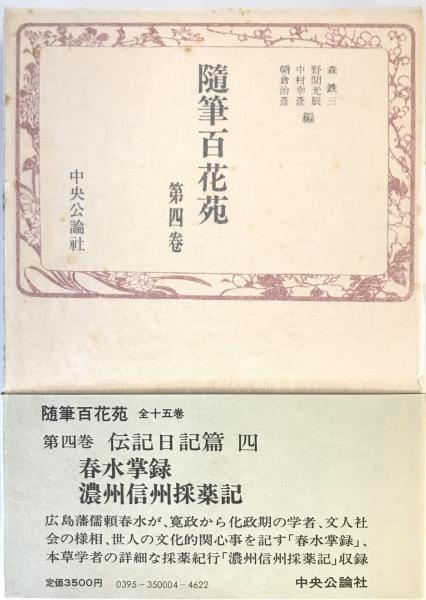 森銑三
野間光辰
中村幸彦
朝倉治彦
編
隨筆百花苑
第四巻
中央公論社
隨筆百花苑 全十五巻
第四巻 伝記日記篇 四
春水掌録
濃州信州採薬記
広島藩儒頼春水が、寛政から化政期の学者、文人社
会の様相、世人の文化的関心事を記す「春水掌録」、
本草学者の詳細な採薬紀行「濃州信州採薬記」収録
定価3500円 0395-350004-4622 中央公論社